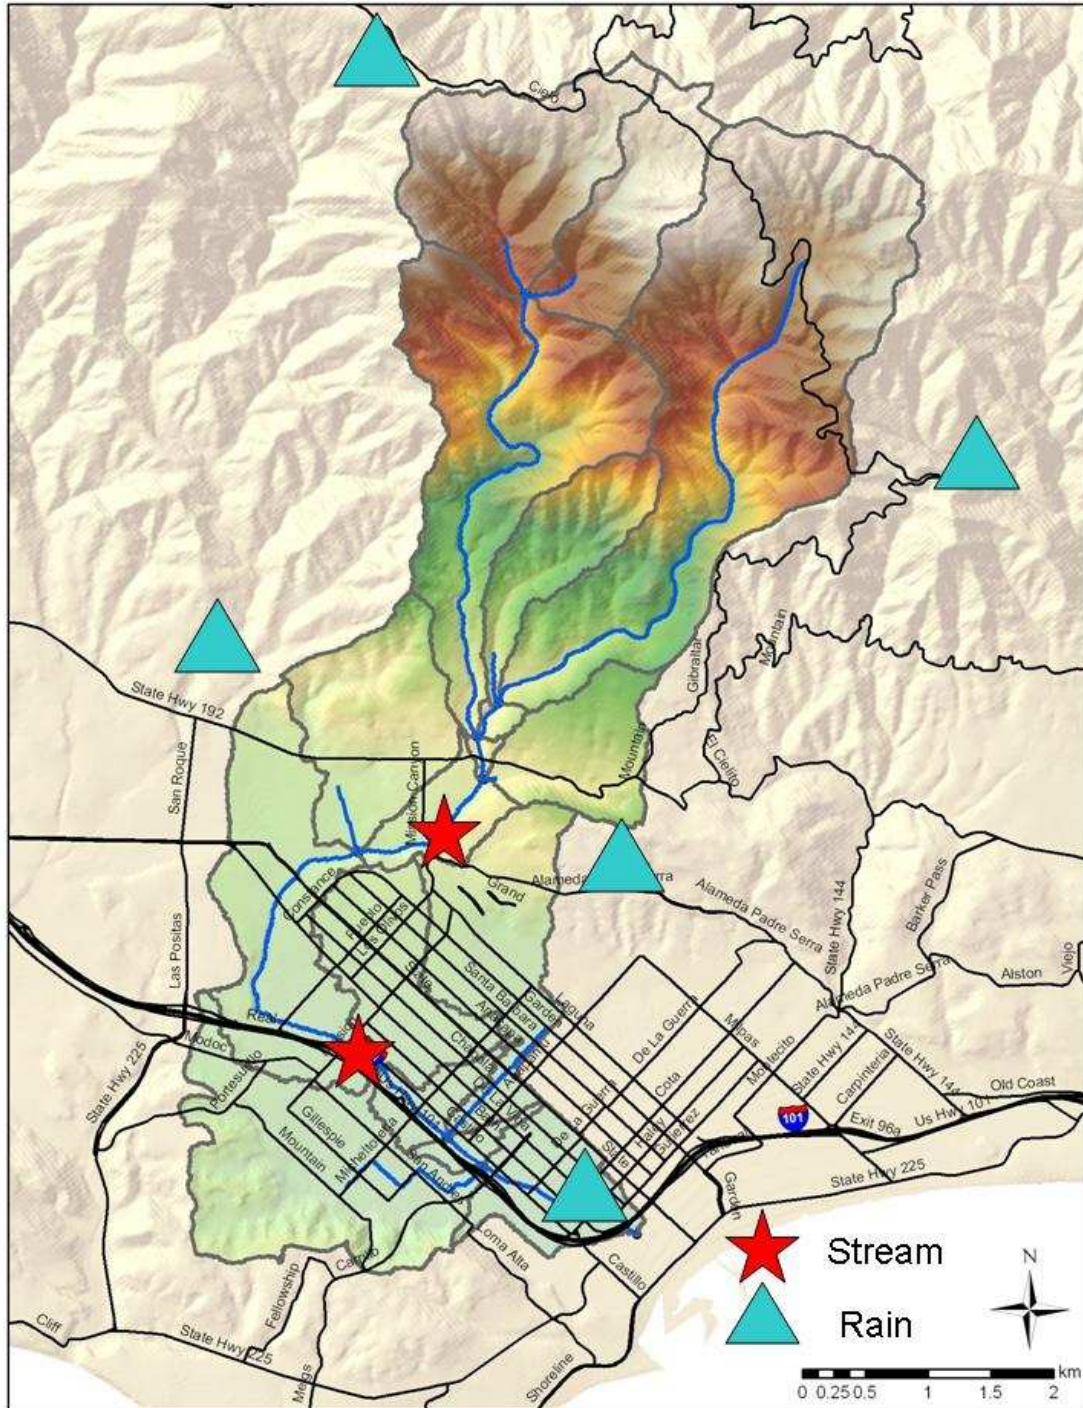 Cielo
Mountain
Gibraltar
State Hwy 192
El Cielito
Mountain
San Roque
Mission Canyon
Grand
Alameda
Alameda Padre Serra
State Hwy 144
Barker Pass
Constance
Pueblo
Las Positas
State
Santa Barbara
Garden
Laguna
Alameda Padre Serra
Alston
Viejo
De La Guerra
Milpas
Real
Modoc
Montecito
State Hwy 144
Carpinteria
State Hwy 144
Old Coast
State Hwy 225
Portesuello
De La Vina
De La Guerra
Cota
Haley
Gutierrez
State
101
Exit 96a
Us Hwy 101
Gillespie
Mountain
Micheltorena
Castillo
San Andres
State Hwy 225
Garden
Loma Alta
Castillo
Carrillo
Fellowship
Cliff
State Hwy 225
Meigs
Shoreline
Stream
Rain
N
km
0 0.25 0.5 1 1.5 2